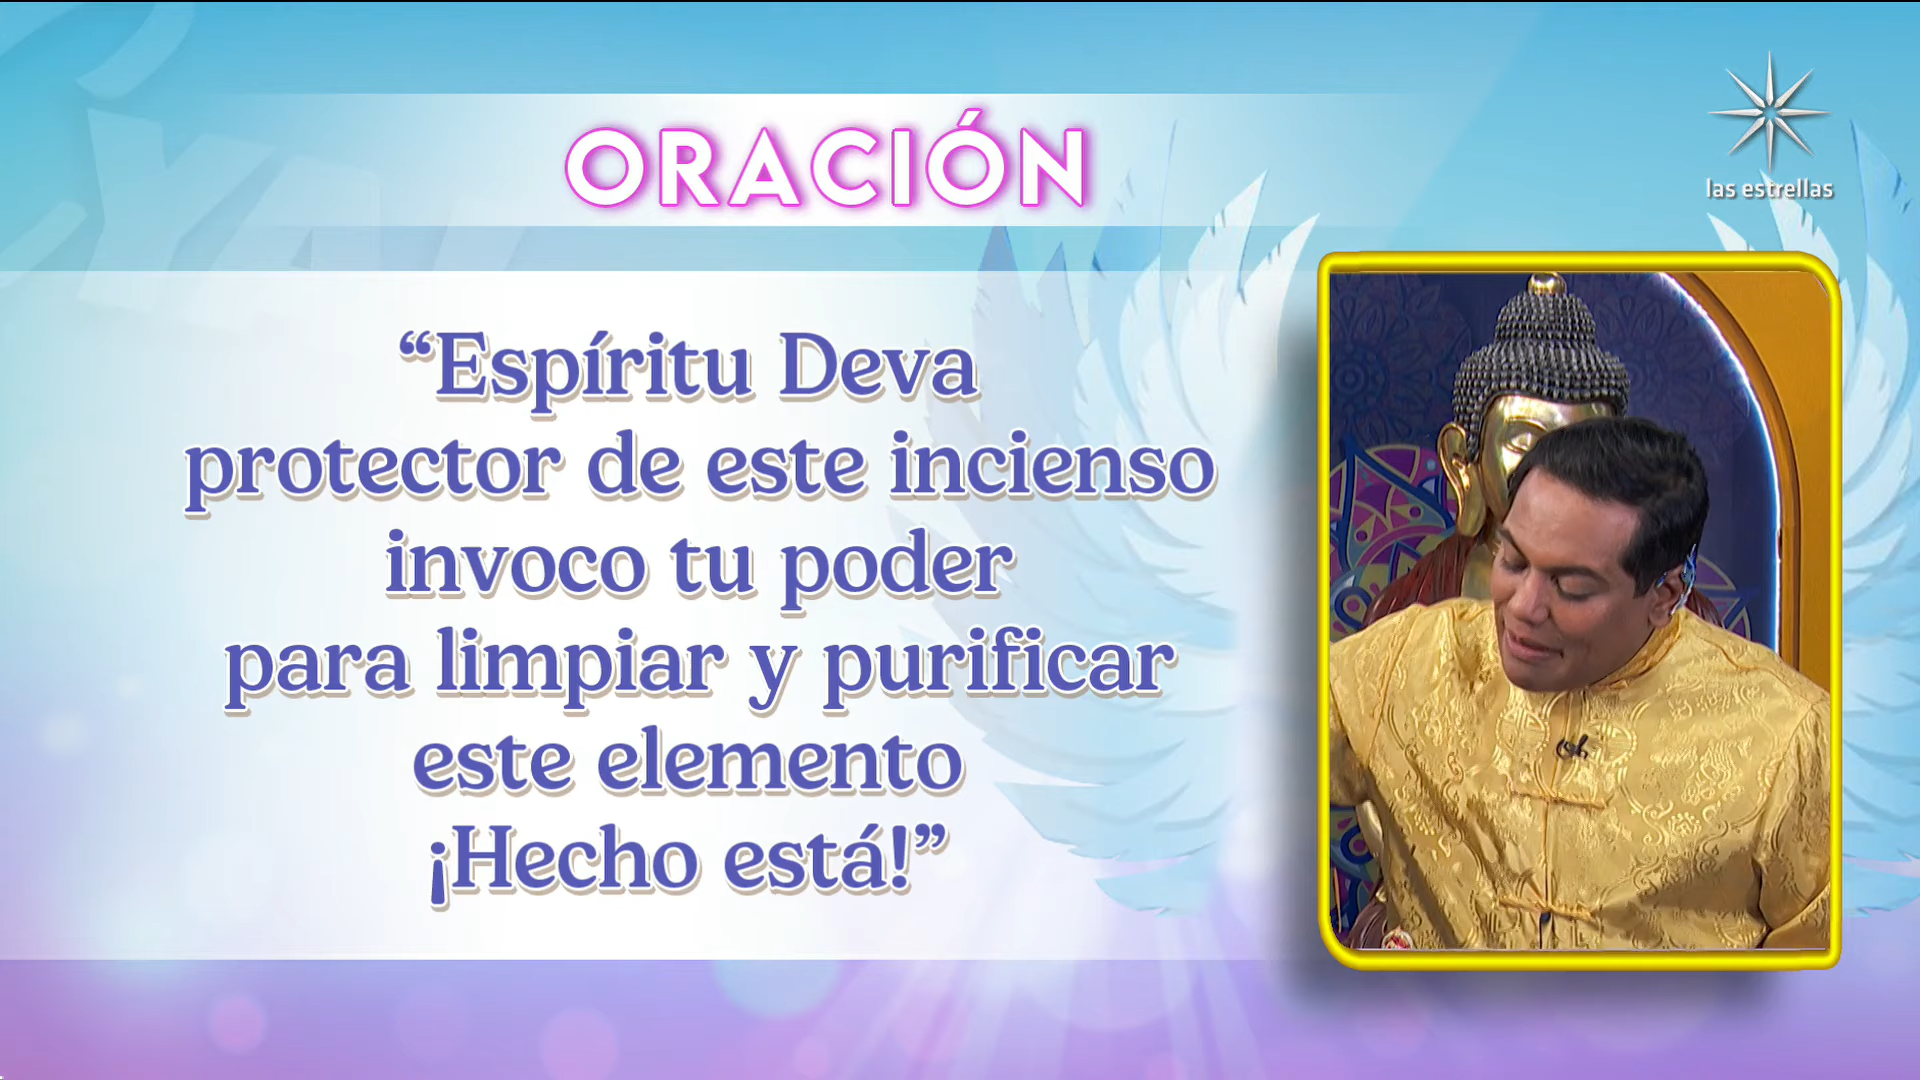 ORACIÓN
las estrellas
“Espíritu Deva
protector de este incienso
invoco tu poder
para limpiar y purificar
este elemento
¡Hecho está!”